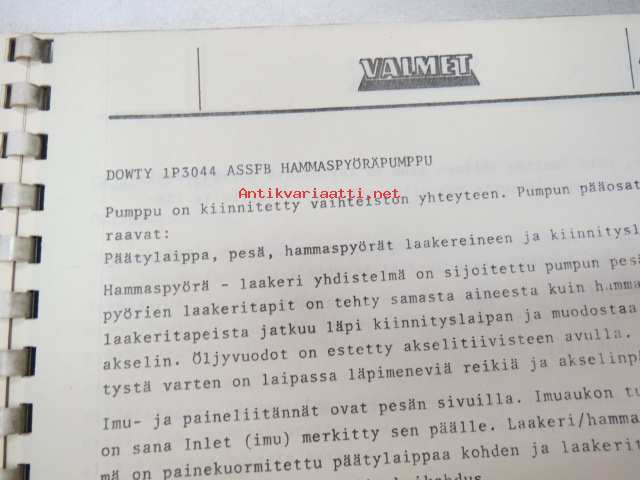 VALMET
DOWTY 1P3044 ASSFB HAMMASPYÖRÄPUMPPU
Antikvariaatti.net
Pumppu on kiinnitetty vaihteiston yhteyteen. Pumpun pääosat
raavat:
Päätylaippa, pesä, hammaspyörät laakereineen ja kiinnitysl
Hammaspyörä - laakeri yhdistelmä on sijoitettu pumpun pes
pyörien laakeritapit on tehty samasta aineesta kuin hamma
laakeritapeista jatkuu läpi kiinnityslaipan ja muodostaa
akselin. Öljyvuodot on estetty akselitiivisteen avulla.
tystä varten on laipassa läpimeneviä reikiä ja akselinpä
Imu- ja paineliitännät ovat pesän sivuilla. Imuaukon tu
on sana Inlet (imu) merkitty sen päälle. Laakeri/hamma
mä on painekuormitettu päätylaippaa kohden ja laakerit